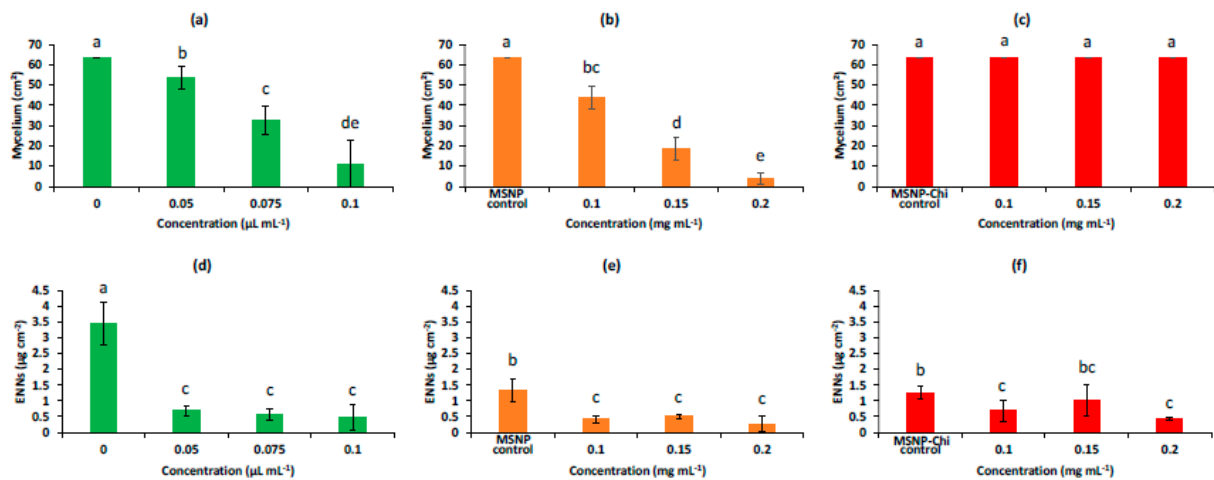 (a)
a
b
c
de
70
60
50
40
30
20
10
0
Mycelium (cm²)
0
0.05
0.075
0.1
Concentration (µL mL⁻¹)
(b)
a
bc
d
e
70
60
50
40
30
20
10
0
Mycelium (cm²)
MSNP
control
0.1
0.15
0.2
Concentration (mg mL⁻¹)
(c)
a
a
a
a
70
60
50
40
30
20
10
0
Mycelium (cm²)
MSNP-Chi
control
0.1
0.15
0.2
Concentration (mg mL⁻¹)
(d)
a
c
c
c
4.5
4
3.5
3
2.5
2
1.5
1
0.5
0
ENNs (µg cm⁻²)
0
0.05
0.075
0.1
Concentration (µL mL⁻¹)
(e)
b
c
c
c
4.5
4
3.5
3
2.5
2
1.5
1
0.5
0
ENNs (µg cm⁻²)
MSNP
control
0.1
0.15
0.2
Concentration (mg mL⁻¹)
(f)
b
c
bc
c
4.5
4
3.5
3
2.5
2
1.5
1
0.5
0
ENNs (µg cm⁻²)
MSNP-Chi
control
0.1
0.15
0.2
Concentration (mg mL⁻¹)